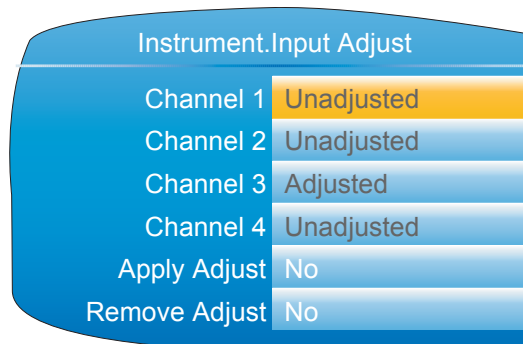 Instrument.Input Adjust
Channel 1 Unadjusted
Channel 2 Unadjusted
Channel 3 Adjusted
Channel 4 Unadjusted
Apply Adjust No
Remove Adjust No